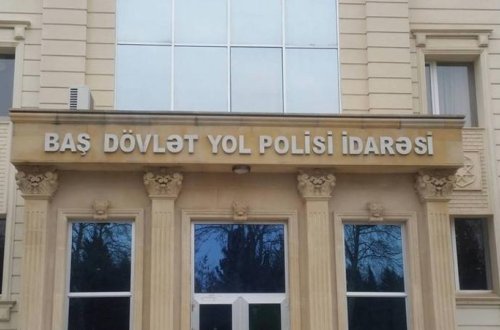 BAŞ DÖVLƏT YOL POLİSİ İDARƏSİ